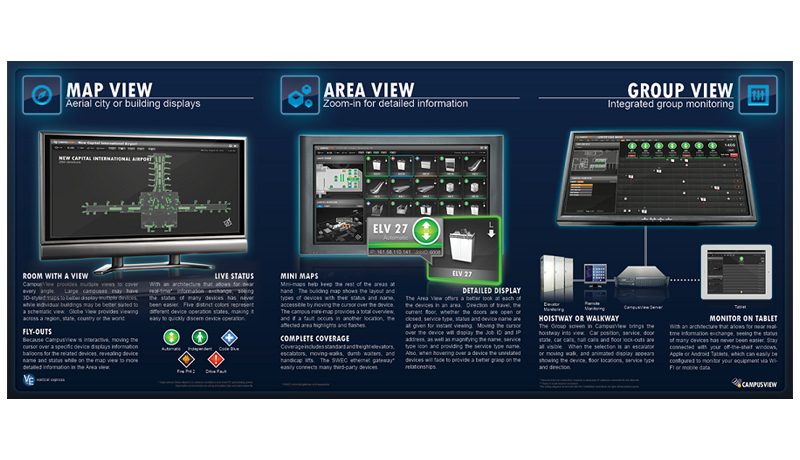 MAP VIEW
Aerial city or building displays
NEW CAPITAL INTERNATIONAL AIRPORT
ROOM WITH A VIEW
CampusView provides multiple views to cover
every angle. Large campuses may have
3D-styled maps to better display multiple devices,
while individual buildings may be better suited to
a schematic view. Globe View provides viewing
across a region, state, country or the world.
FLY-OUTS
Because CampusView is interactive, moving the
cursor over a specific device displays information
balloons for the related devices, revealing device
name and status while on the map view to more
detailed information in the Area view.
VE vertical express
LIVE STATUS
With an architecture that allows for near
real-time* information exchange, seeing
the status of many devices has never
been easier. Five distinct colors represent
different device operation states, making it
easy to quickly discern device operation.
Automatic
Independent
Code Blue
Fire PH 2
Drive Fault
AREA VIEW
Zoom-in for detailed information
ELV 27
Automatic
ELV 27
MINI MAPS
Mini-maps help keep the rest of the areas at
hand. The building map shows the layout and
types of devices with their status and name,
accessible by moving the cursor over the device.
The campus mini-map provides a total overview,
and if a fault occurs in another location, the
affected area highlights and flashes.
COMPLETE COVERAGE
Coverage includes standard and freight elevators,
escalators, moving-walks, dumb waiters, and
handicap lifts. The SWEC ethernet gateway*
easily connects many third-party devices.
DETAILED DISPLAY
The Area View offers a better look at each of
the devices in an area. Direction of travel, the
current floor, whether the doors are open or
closed, service type, status and device name are
all given for instant viewing. Moving the cursor
over the device will display the Job ID and IP
address, as well as magnifying the name, service
type icon and providing the service type name.
Also, when hovering over a device the unrelated
devices will fade to provide a better grasp on the
relationships.
GROUP VIEW
Integrated group monitoring
Elevator
Monitoring
Remote
Monitoring
CampusView Server
Tablet
HOISTWAY OR WALKWAY
The Group screen in CampusView brings the
hoistway into view. Car position, service, door
state, car calls, hall calls and floor lock-outs are
all visible. When the selection is an escalator
or moving walk, and animated display appears
showing the device, floor locations, service type
and direction.
MONITOR ON TABLET
With an architecture that allows for near real-
time information exchange, seeing the status
of many devices has never been easier. Stay
connected with your off-the-shelf windows,
Apple or Android Tablets, which can easily be
configured to monitor your equipment via Wi-
Fi or mobile data.
CAMPUSVIEW